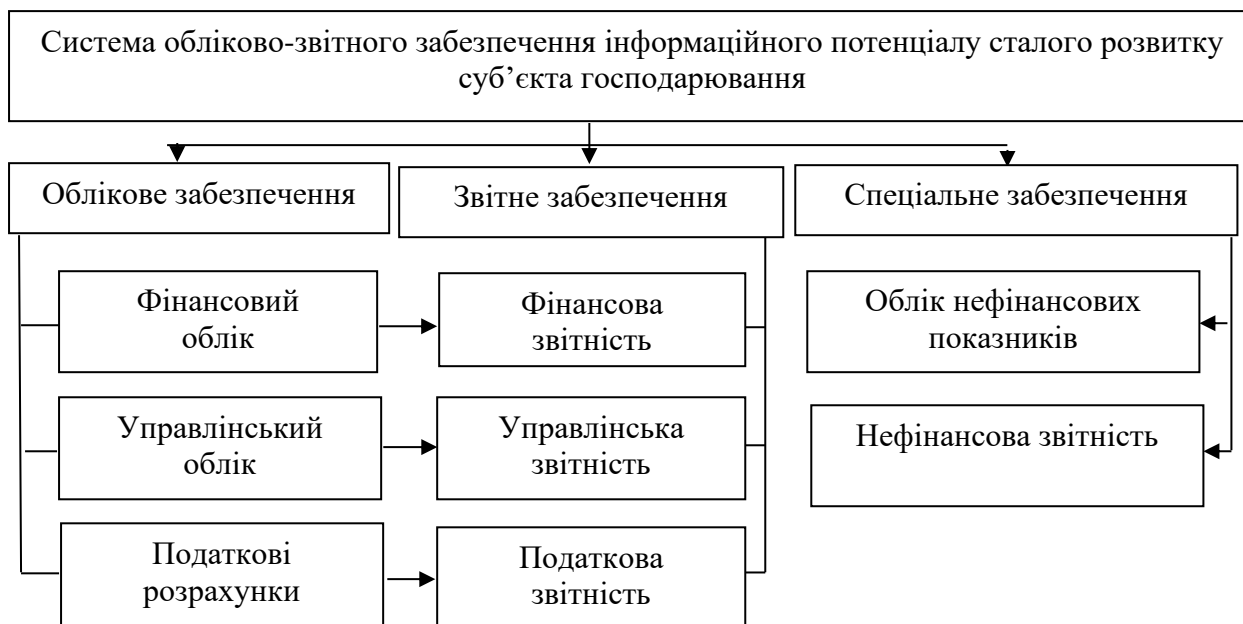 Система обліково-звітного забезпечення інформаційного потенціалу сталого розвитку
суб’єкта господарювання
Облікове забезпечення
Звітне забезпечення
Спеціальне забезпечення
Фінансовий
облік
Фінансова
звітність
Облік нефінансових
показників
Управлінський
облік
Управлінська
звітність
Нефінансова звітність
Податкові
розрахунки
Податкова
звітність